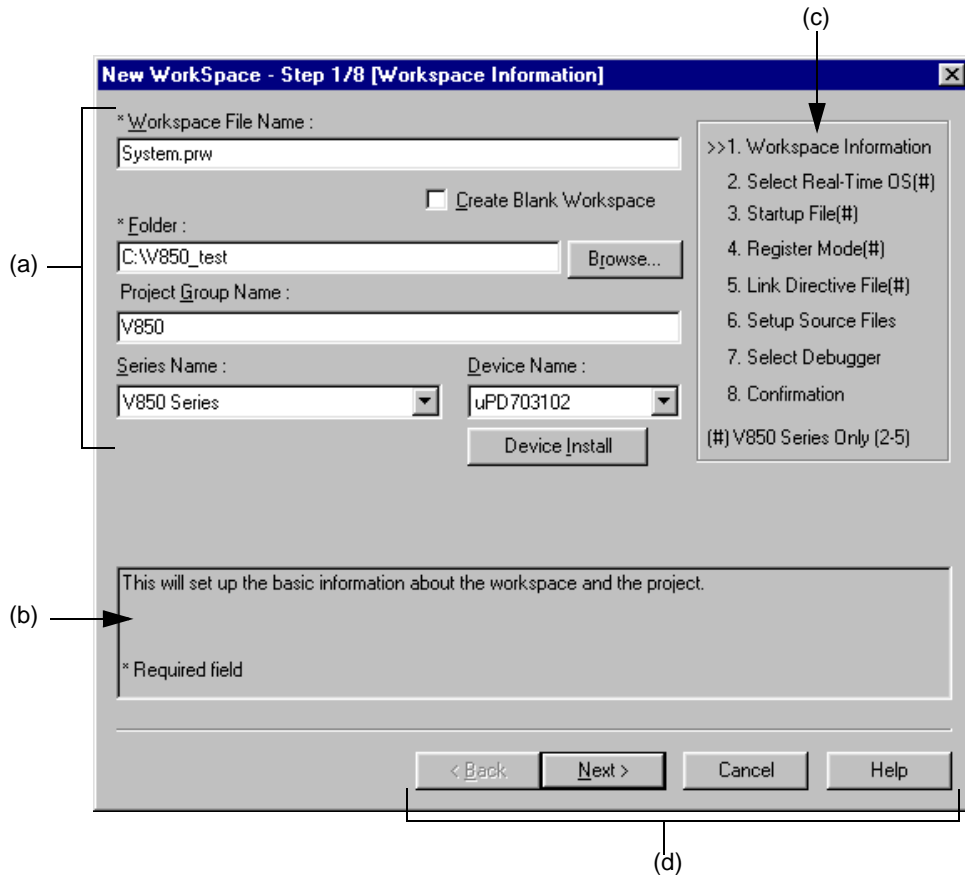 (c)
New WorkSpace - Step 1/8 [Workspace Information]
* Workspace File Name :
System.prw
Create Blank Workspace
* Folder :
C:\V850_test
Browse...
Project Group Name :
V850
Series Name :
Device Name :
V850 Series
uPD703102
Device Install
>>1. Workspace Information
2. Select Real-Time OS(#)
3. Startup File(#)
4. Register Mode(#)
5. Link Directive File(#)
6. Setup Source Files
7. Select Debugger
8. Confirmation
(#) V850 Series Only (2-5)
(a)
This will set up the basic information about the workspace and the project.
(b)
* Required field
< Back
Next >
Cancel
Help
(d)